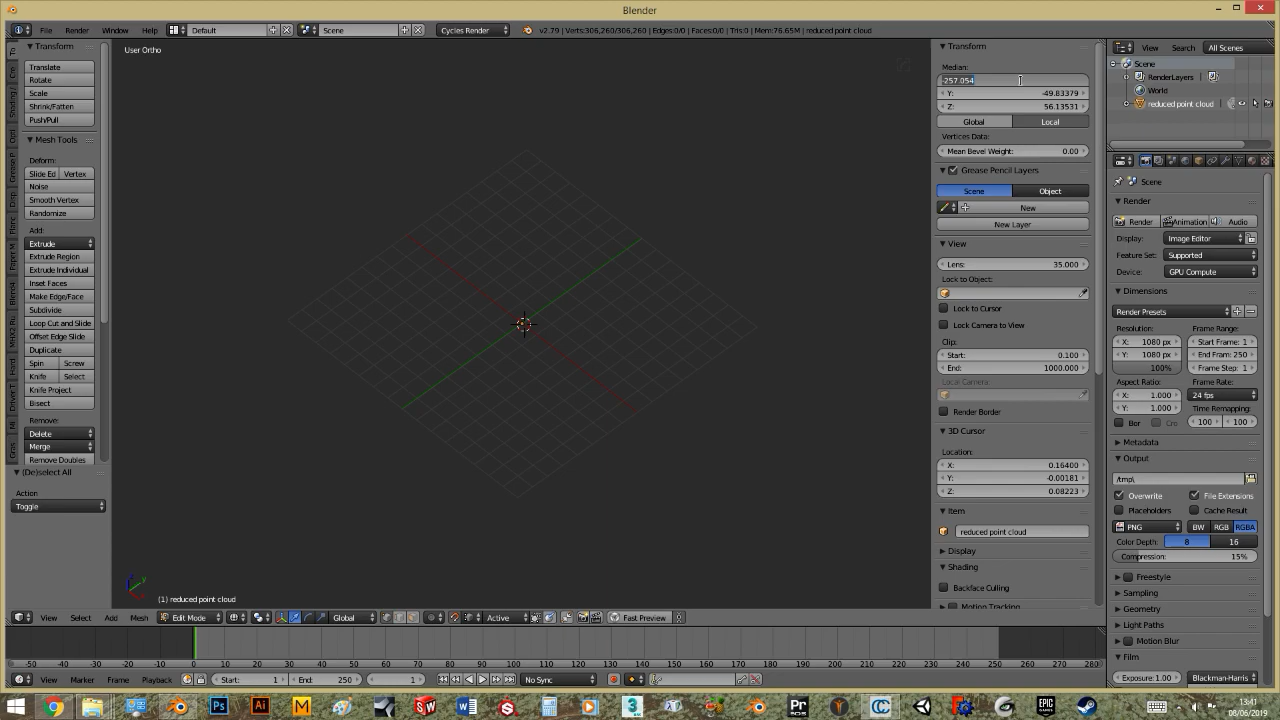 Blender
File Render Window Help Default Scene Cycles Render v2.79 | Verts:306,260/306,260 | Edges:0/0 | Faces:0/0 | Tris:0 | Mem:76.65M | reduced point cloud
User Ortho
Transform
Translate
Rotate
Scale
Shrink/Fatten
Push/Pull
Mesh Tools
Deform:
Slide Ed Vertex
Noise
Smooth Vertex
Randomize
Add:
Extrude
Extrude Region
Extrude Individual
Inset Faces
Make Edge/Face
Subdivide
Loop Cut and Slide
Offset Edge Slide
Duplicate
Spin Screw
Knife Select
Knife Project
Bisect
Remove:
Delete
Merge
Remove Doubles
(De)select All
Action
Toggle
(1) reduced point cloud
View Select Add Mesh Edit Mode Global Active Fast Preview
Transform
Median:
-257.054
Y: -49.83379
Z: 56.13531
Global Local
Vertices Data:
Mean Bevel Weight: 0.00
Grease Pencil Layers
Scene Object
New
New Layer
View
Lens: 35.000
Lock to Object:
Lock to Cursor
Lock Camera to View
Clip:
Start: 0.100
End: 1000.000
Local Camera:
Render Border
3D Cursor
Location:
X: 0.16400
Y: -0.00181
Z: 0.08223
Item
reduced point cloud
Display
Shading
Backface Culling
Motion Tracking
View Search All Scenes
Scene
RenderLayers
World
reduced point cloud
Scene
Render
Render Animation Audio
Display: Image Editor
Feature Set: Supported
Device: GPU Compute
Dimensions
Render Presets
Resolution: Frame Range:
X: 1080 px Start Frame: 1
Y: 1080 px End Fram: 250
100% Frame Step: 1
Aspect Ratio: Frame Rate:
X: 1.000 24 fps
Y: 1.000 Time Remapping:
Bor Cro 100 100
Metadata
Output
/tmp\
Overwrite File Extensions
Placeholders Cache Result
PNG BW RGB RGBA
Color Depth: 8 16
Compression: 15%
Freestyle
Sampling
Geometry
Light Paths
Motion Blur
Film
Exposure: 1.00 Blackman-Harris
-50 -40 -30 -20 -10 0 10 20 30 40 50 60 70 80 90 100 110 120 130 140 150 160 170 180 190 200 210 220 230 240 250 260 270 280
View Marker Frame Playback Start: 1 End: 250 1 No Sync
13:41
08/06/2019